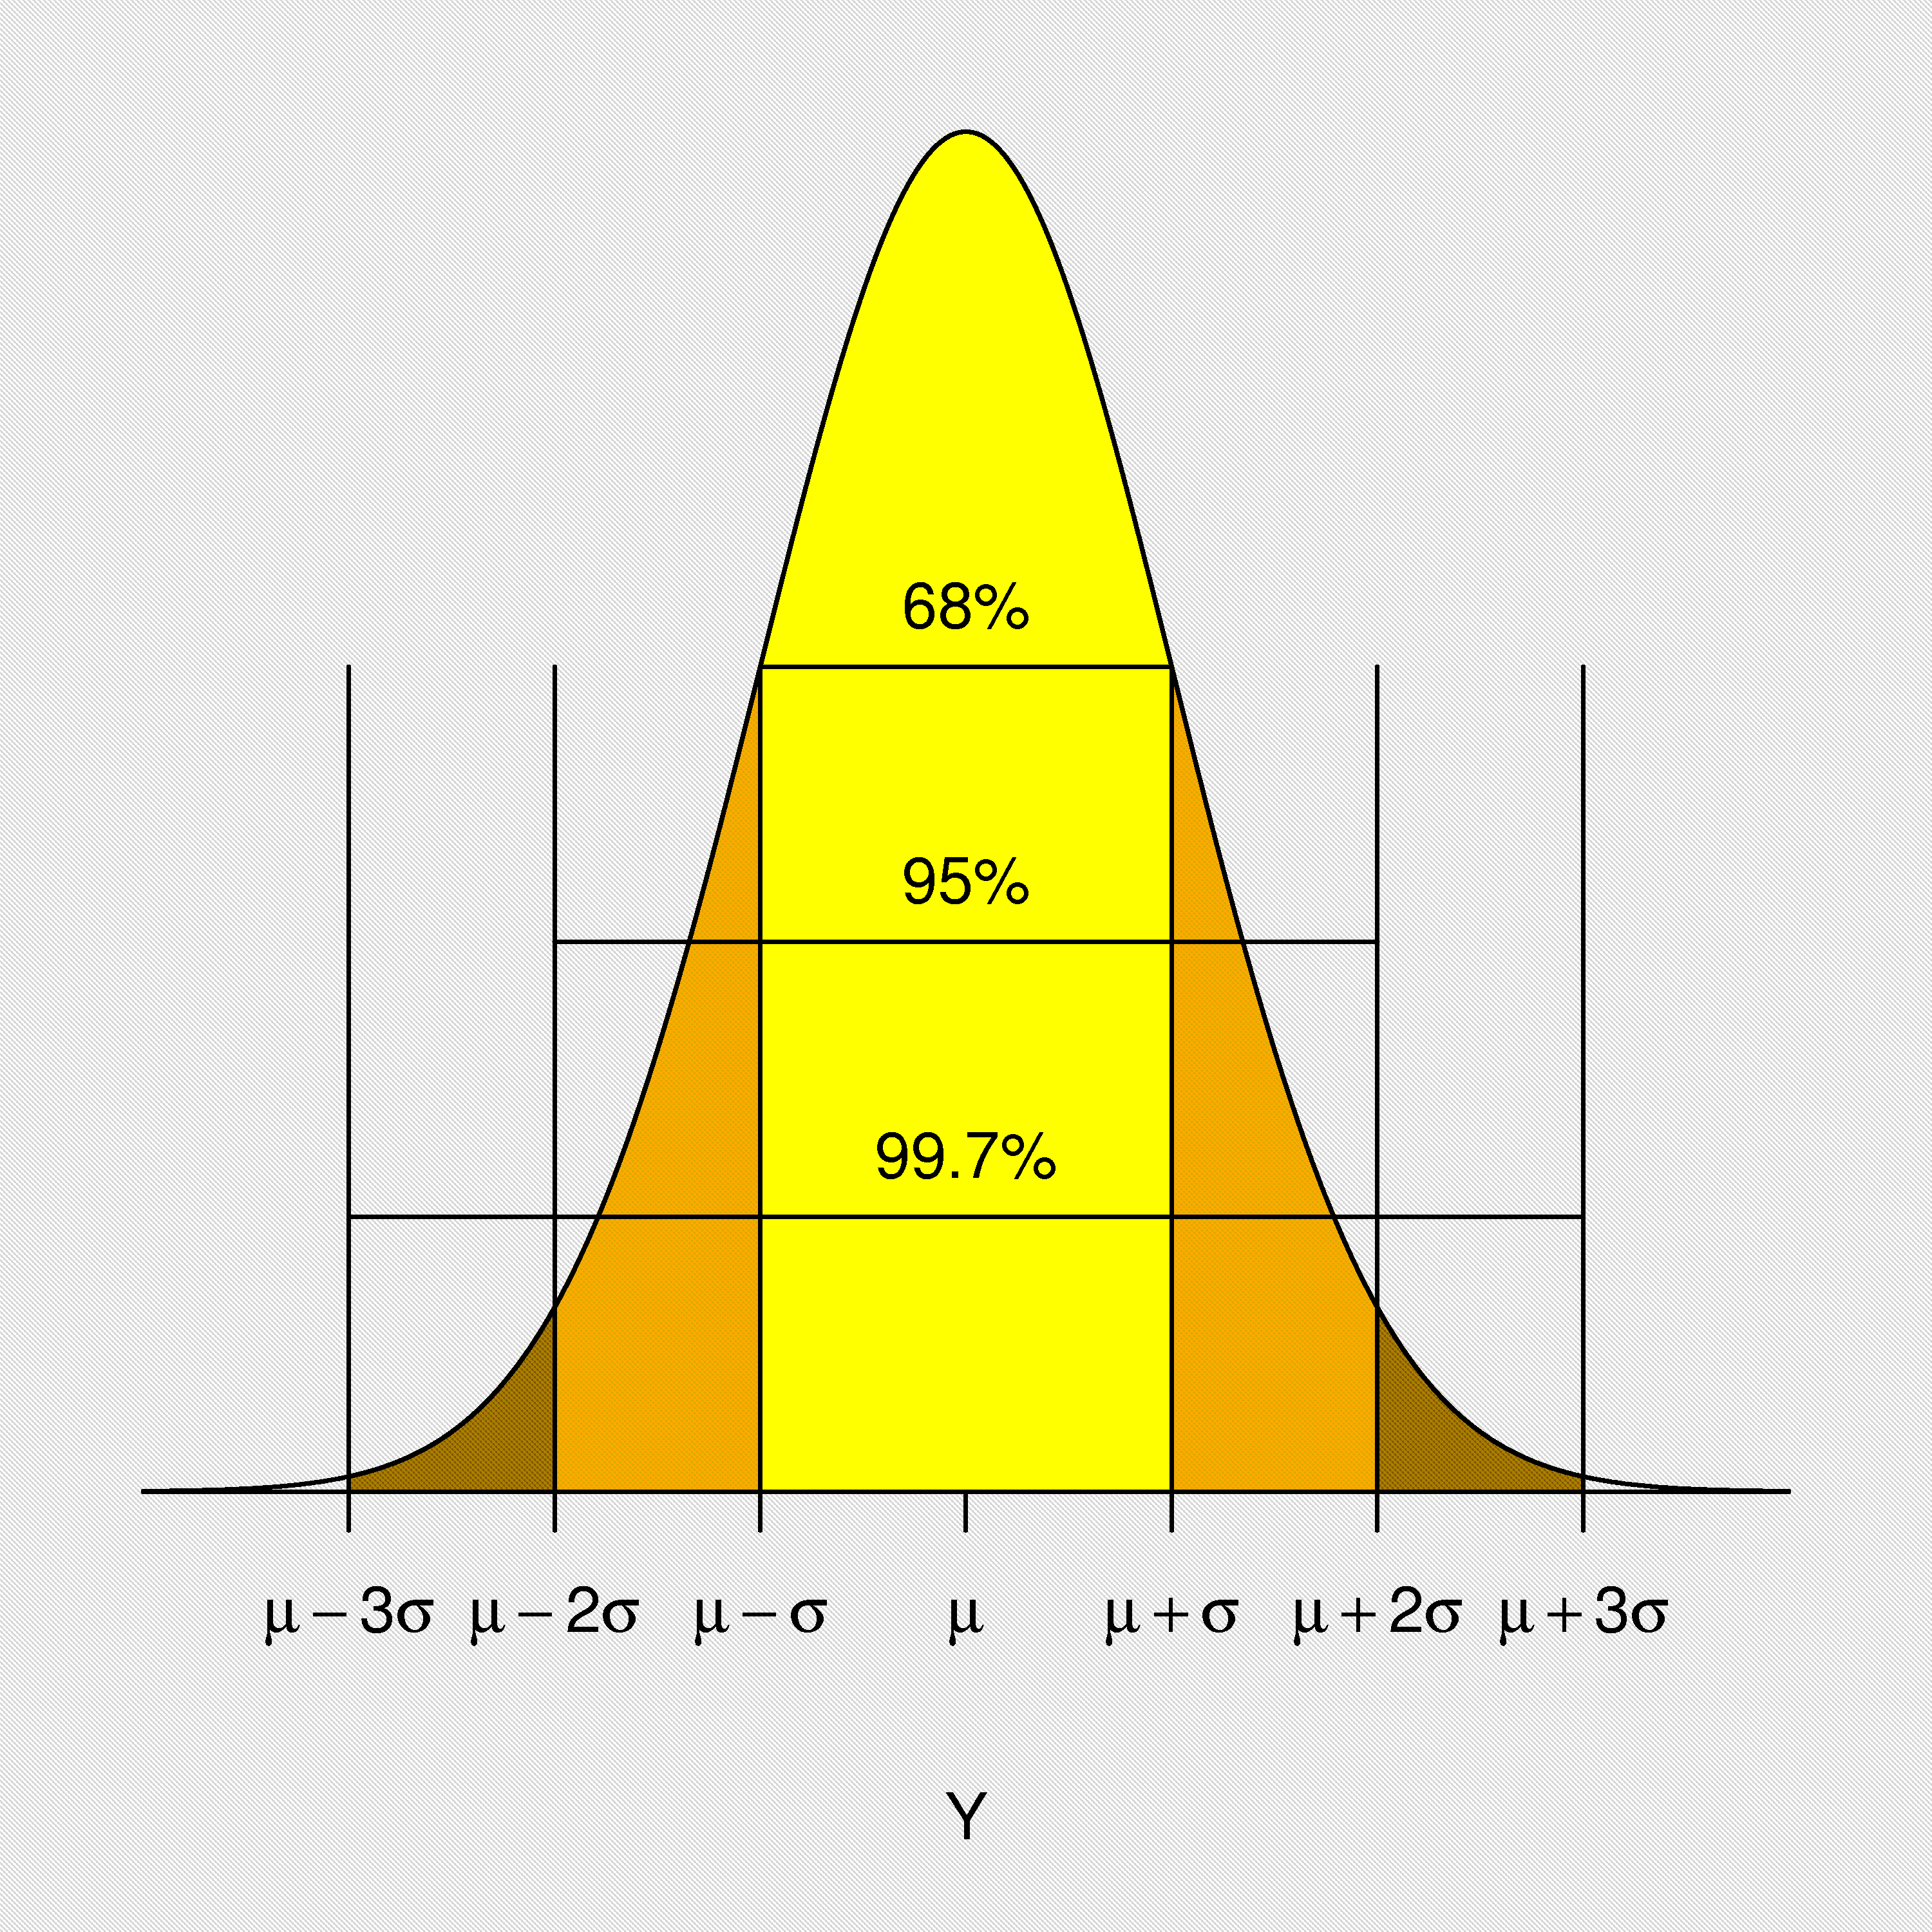 68%
95%
99.7%
μ − 3σ μ − 2σ μ − σ μ μ + σ μ + 2σ μ + 3σ
Y